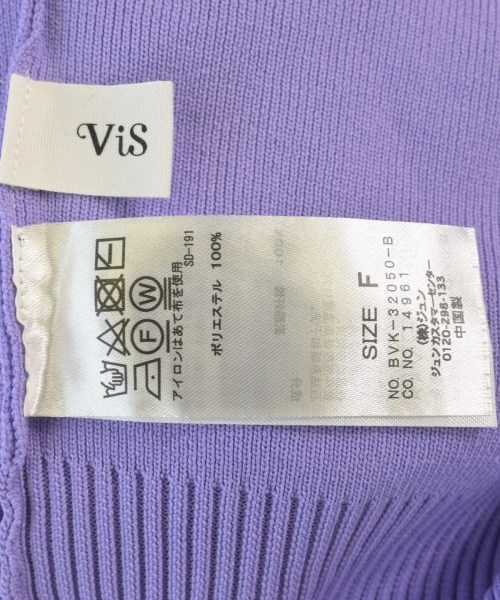 ViS
SD-191
アイロンはあて布を使用
ポリエステル 100%
SIZE F
NO. BVK-32050-B
CO. NO. 14961
(株)ジュン
ジュンカスタマーセンター
0120-298-133
中国製